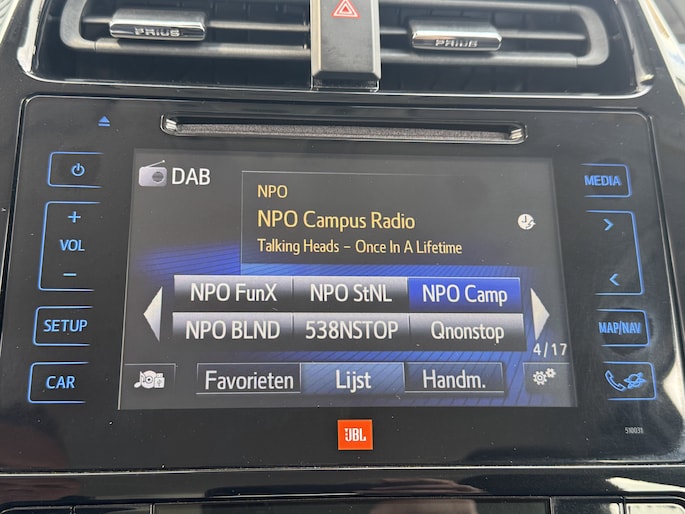 PRIUS
PRIUS
DAB
NPO
NPO Campus Radio
Talking Heads – Once In A Lifetime
NPO FunX
NPO StNL
NPO Camp
NPO BLND
538NSTOP
Qnonstop
4/17
Favorieten
Lijst
Handm.
+
VOL
−
SETUP
CAR
MEDIA
MAP/NAV
JBL
510031